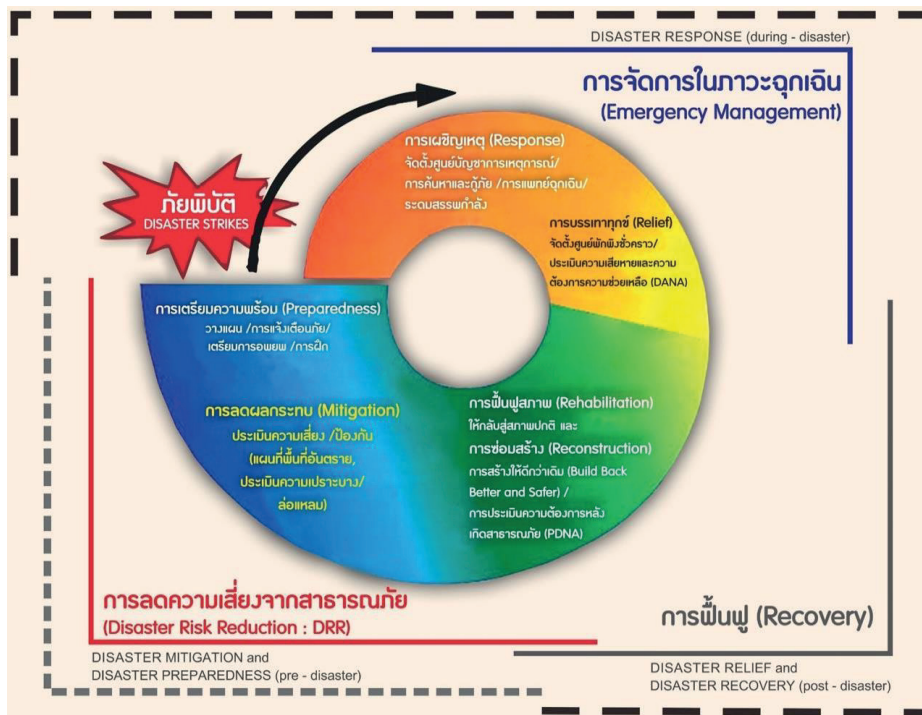 DISASTER RESPONSE (during - disaster)
การจัดการในภาวะฉุกเฉิน
(Emergency Management)
การเผชิญเหตุ (Response)
จัดตั้งศูนย์บัญชาการเหตุการณ์/
การค้นหาและกู้ภัย /การแพทย์ฉุกเฉิน/
ระดมสรรพกำลัง
ภัยพิบัติ
DISASTER STRIKES
การบรรเทาทุกข์ (Relief)
จัดตั้งศูนย์พักพิงชั่วคราว/
ประเมินความเสียหายและความ
ต้องการความช่วยเหลือ (DANA)
การเตรียมความพร้อม (Preparedness)
วางแผน /การแจ้งเตือนภัย/
เตรียมการอพยพ /การฝึก
การลดผลกระทบ (Mitigation)
ประเมินความเสี่ยง /ป้องกัน
(แผนที่พื้นที่อันตราย,
ประเมินความเปราะบาง/
ล่อแหลม)
การฟื้นฟูสภาพ (Rehabilitation)
ให้กลับสู่สภาพปกติ และ
การซ่อมสร้าง (Reconstruction)
การสร้างให้ดีกว่าเดิม (Build Back
Better and Safer) /
การประเมินความต้องการหลัง
เกิดสาธารณภัย (PDNA)
การลดความเสี่ยงจากสาธารณภัย
(Disaster Risk Reduction : DRR)
DISASTER MITIGATION and
DISASTER PREPAREDNESS (pre - disaster)
การฟื้นฟู (Recovery)
DISASTER RELIEF and
DISASTER RECOVERY (post - disaster)